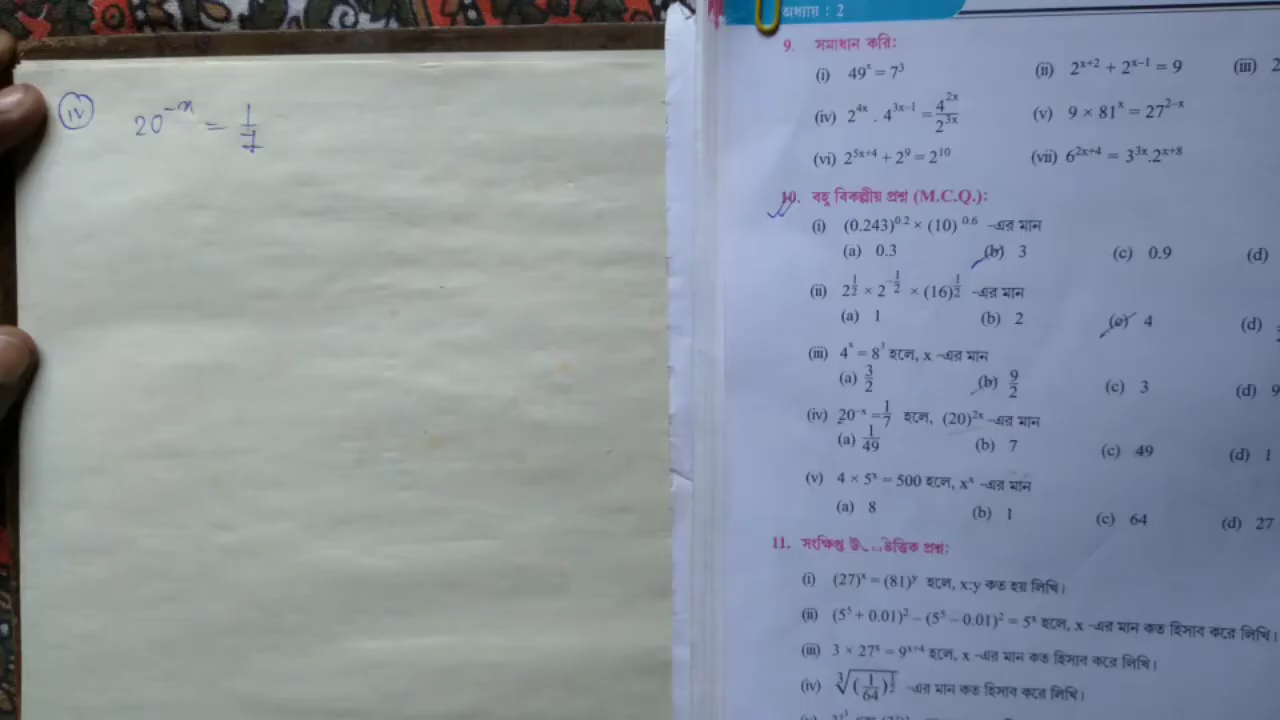 (iv) 20^-x = 1/7
অধ্যায় : 2
9. সমাধান করি:
(i) 49^x = 7^3 (ii) 2^x+2 + 2^x-1 = 9 (iii) 2
(iv) 2^4x . 4^3x-1 = 4^2x/2^3x (v) 9 × 81^x = 27^2-x
(vi) 2^5x+4 + 2^9 = 2^10 (vii) 6^2x+4 = 3^3x.2^x+8
10. বহু বিকল্পীয় প্রশ্ন (M.C.Q.):
(i) (0.243)^0.2 × (10)^0.6 -এর মান
(a) 0.3 (b) 3 (c) 0.9 (d)
(ii) 2^1/2 × 2^-1/2 × (16)^1/2 -এর মান
(a) 1 (b) 2 (c) 4 (d)
(iii) 4^x = 8^3 হলে, x -এর মান
(a) 3/2 (b) 9/2 (c) 3 (d) 9
(iv) 20^-x = 1/7 হলে, (20)^2x -এর মান
(a) 1/49 (b) 7 (c) 49 (d) 1
(v) 4 × 5^x = 500 হলে, x^x -এর মান
(a) 8 (b) 1 (c) 64 (d) 27
11. সংক্ষিপ্ত প্রশ্ন:
(i) (27)^x = (81)^y হলে, x:y কত হয় লিখি।
(ii) (5^5 + 0.01)^2 – (5^5 – 0.01)^2 = 5^x হলে, x -এর মান কত হিসাব করে লিখি।
(iii) 3 × 27^x = 9^x+4 হলে, x -এর মান কত হিসাব করে লিখি।
(iv) ∛(1/64)^1/2 -এর মান কত হিসাব করে লিখি।